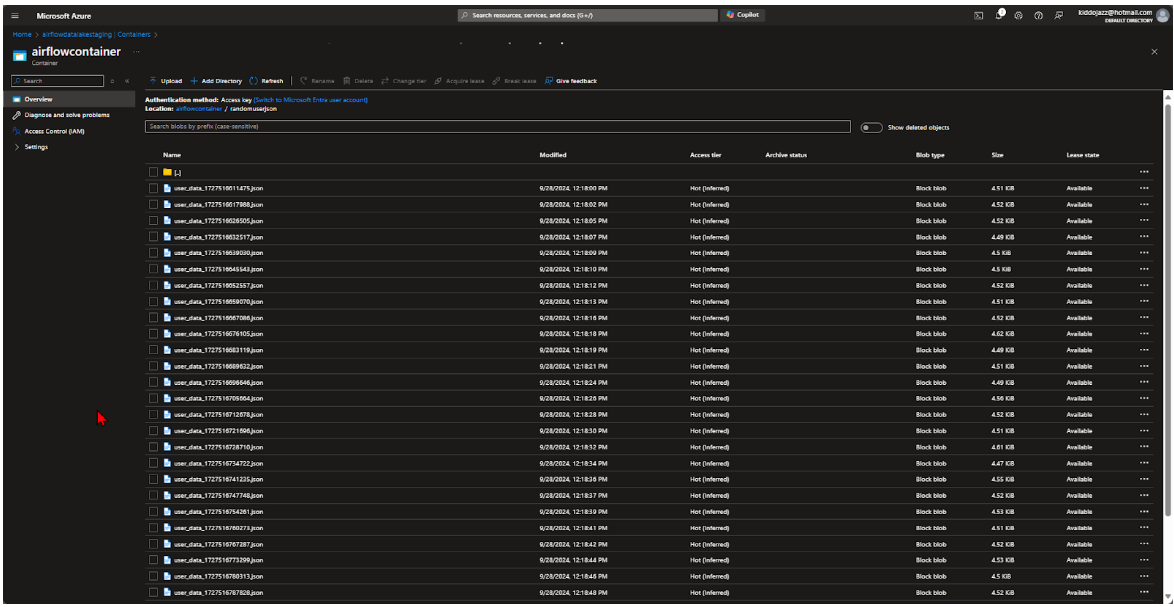 Microsoft Azure
Search resources, services, and docs (G+/)
Copilot
kiddojazz@hotmail.com
DEFAULT DIRECTORY
Home > airflowdatalakestaging | Containers >
airflowcontainer ...
Container
Search
Upload Add Directory Refresh Rename Delete Change tier Acquire lease Break lease Give feedback
Overview
Diagnose and solve problems
Access Control (IAM)
Settings
Authentication method: Access key (Switch to Microsoft Entra user account)
Location: airflowcontainer / randomuserjson
Search blobs by prefix (case-sensitive)
Show deleted objects
Name Modified Access tier Archive status Blob type Size Lease state
[..]
user_data_1727516611475.json 9/28/2024, 12:18:00 PM Hot (Inferred) Block blob 4.51 KiB Available
user_data_1727516617988.json 9/28/2024, 12:18:02 PM Hot (Inferred) Block blob 4.52 KiB Available
user_data_1727516626505.json 9/28/2024, 12:18:05 PM Hot (Inferred) Block blob 4.52 KiB Available
user_data_1727516632517.json 9/28/2024, 12:18:07 PM Hot (Inferred) Block blob 4.49 KiB Available
user_data_1727516639030.json 9/28/2024, 12:18:09 PM Hot (Inferred) Block blob 4.5 KiB Available
user_data_1727516645543.json 9/28/2024, 12:18:10 PM Hot (Inferred) Block blob 4.5 KiB Available
user_data_1727516652557.json 9/28/2024, 12:18:12 PM Hot (Inferred) Block blob 4.52 KiB Available
user_data_1727516659070.json 9/28/2024, 12:18:13 PM Hot (Inferred) Block blob 4.51 KiB Available
user_data_1727516667086.json 9/28/2024, 12:18:16 PM Hot (Inferred) Block blob 4.52 KiB Available
user_data_1727516676105.json 9/28/2024, 12:18:18 PM Hot (Inferred) Block blob 4.62 KiB Available
user_data_1727516683119.json 9/28/2024, 12:18:19 PM Hot (Inferred) Block blob 4.49 KiB Available
user_data_1727516689632.json 9/28/2024, 12:18:21 PM Hot (Inferred) Block blob 4.51 KiB Available
user_data_1727516696646.json 9/28/2024, 12:18:24 PM Hot (Inferred) Block blob 4.49 KiB Available
user_data_1727516705664.json 9/28/2024, 12:18:26 PM Hot (Inferred) Block blob 4.56 KiB Available
user_data_1727516712678.json 9/28/2024, 12:18:28 PM Hot (Inferred) Block blob 4.52 KiB Available
user_data_1727516721696.json 9/28/2024, 12:18:30 PM Hot (Inferred) Block blob 4.51 KiB Available
user_data_1727516728710.json 9/28/2024, 12:18:32 PM Hot (Inferred) Block blob 4.61 KiB Available
user_data_1727516734722.json 9/28/2024, 12:18:34 PM Hot (Inferred) Block blob 4.47 KiB Available
user_data_1727516741235.json 9/28/2024, 12:18:36 PM Hot (Inferred) Block blob 4.55 KiB Available
user_data_1727516747748.json 9/28/2024, 12:18:37 PM Hot (Inferred) Block blob 4.52 KiB Available
user_data_1727516754261.json 9/28/2024, 12:18:39 PM Hot (Inferred) Block blob 4.53 KiB Available
user_data_1727516760273.json 9/28/2024, 12:18:41 PM Hot (Inferred) Block blob 4.51 KiB Available
user_data_1727516767287.json 9/28/2024, 12:18:42 PM Hot (Inferred) Block blob 4.52 KiB Available
user_data_1727516773299.json 9/28/2024, 12:18:44 PM Hot (Inferred) Block blob 4.53 KiB Available
user_data_1727516780313.json 9/28/2024, 12:18:46 PM Hot (Inferred) Block blob 4.5 KiB Available
user_data_1727516787828.json 9/28/2024, 12:18:48 PM Hot (Inferred) Block blob 4.52 KiB Available